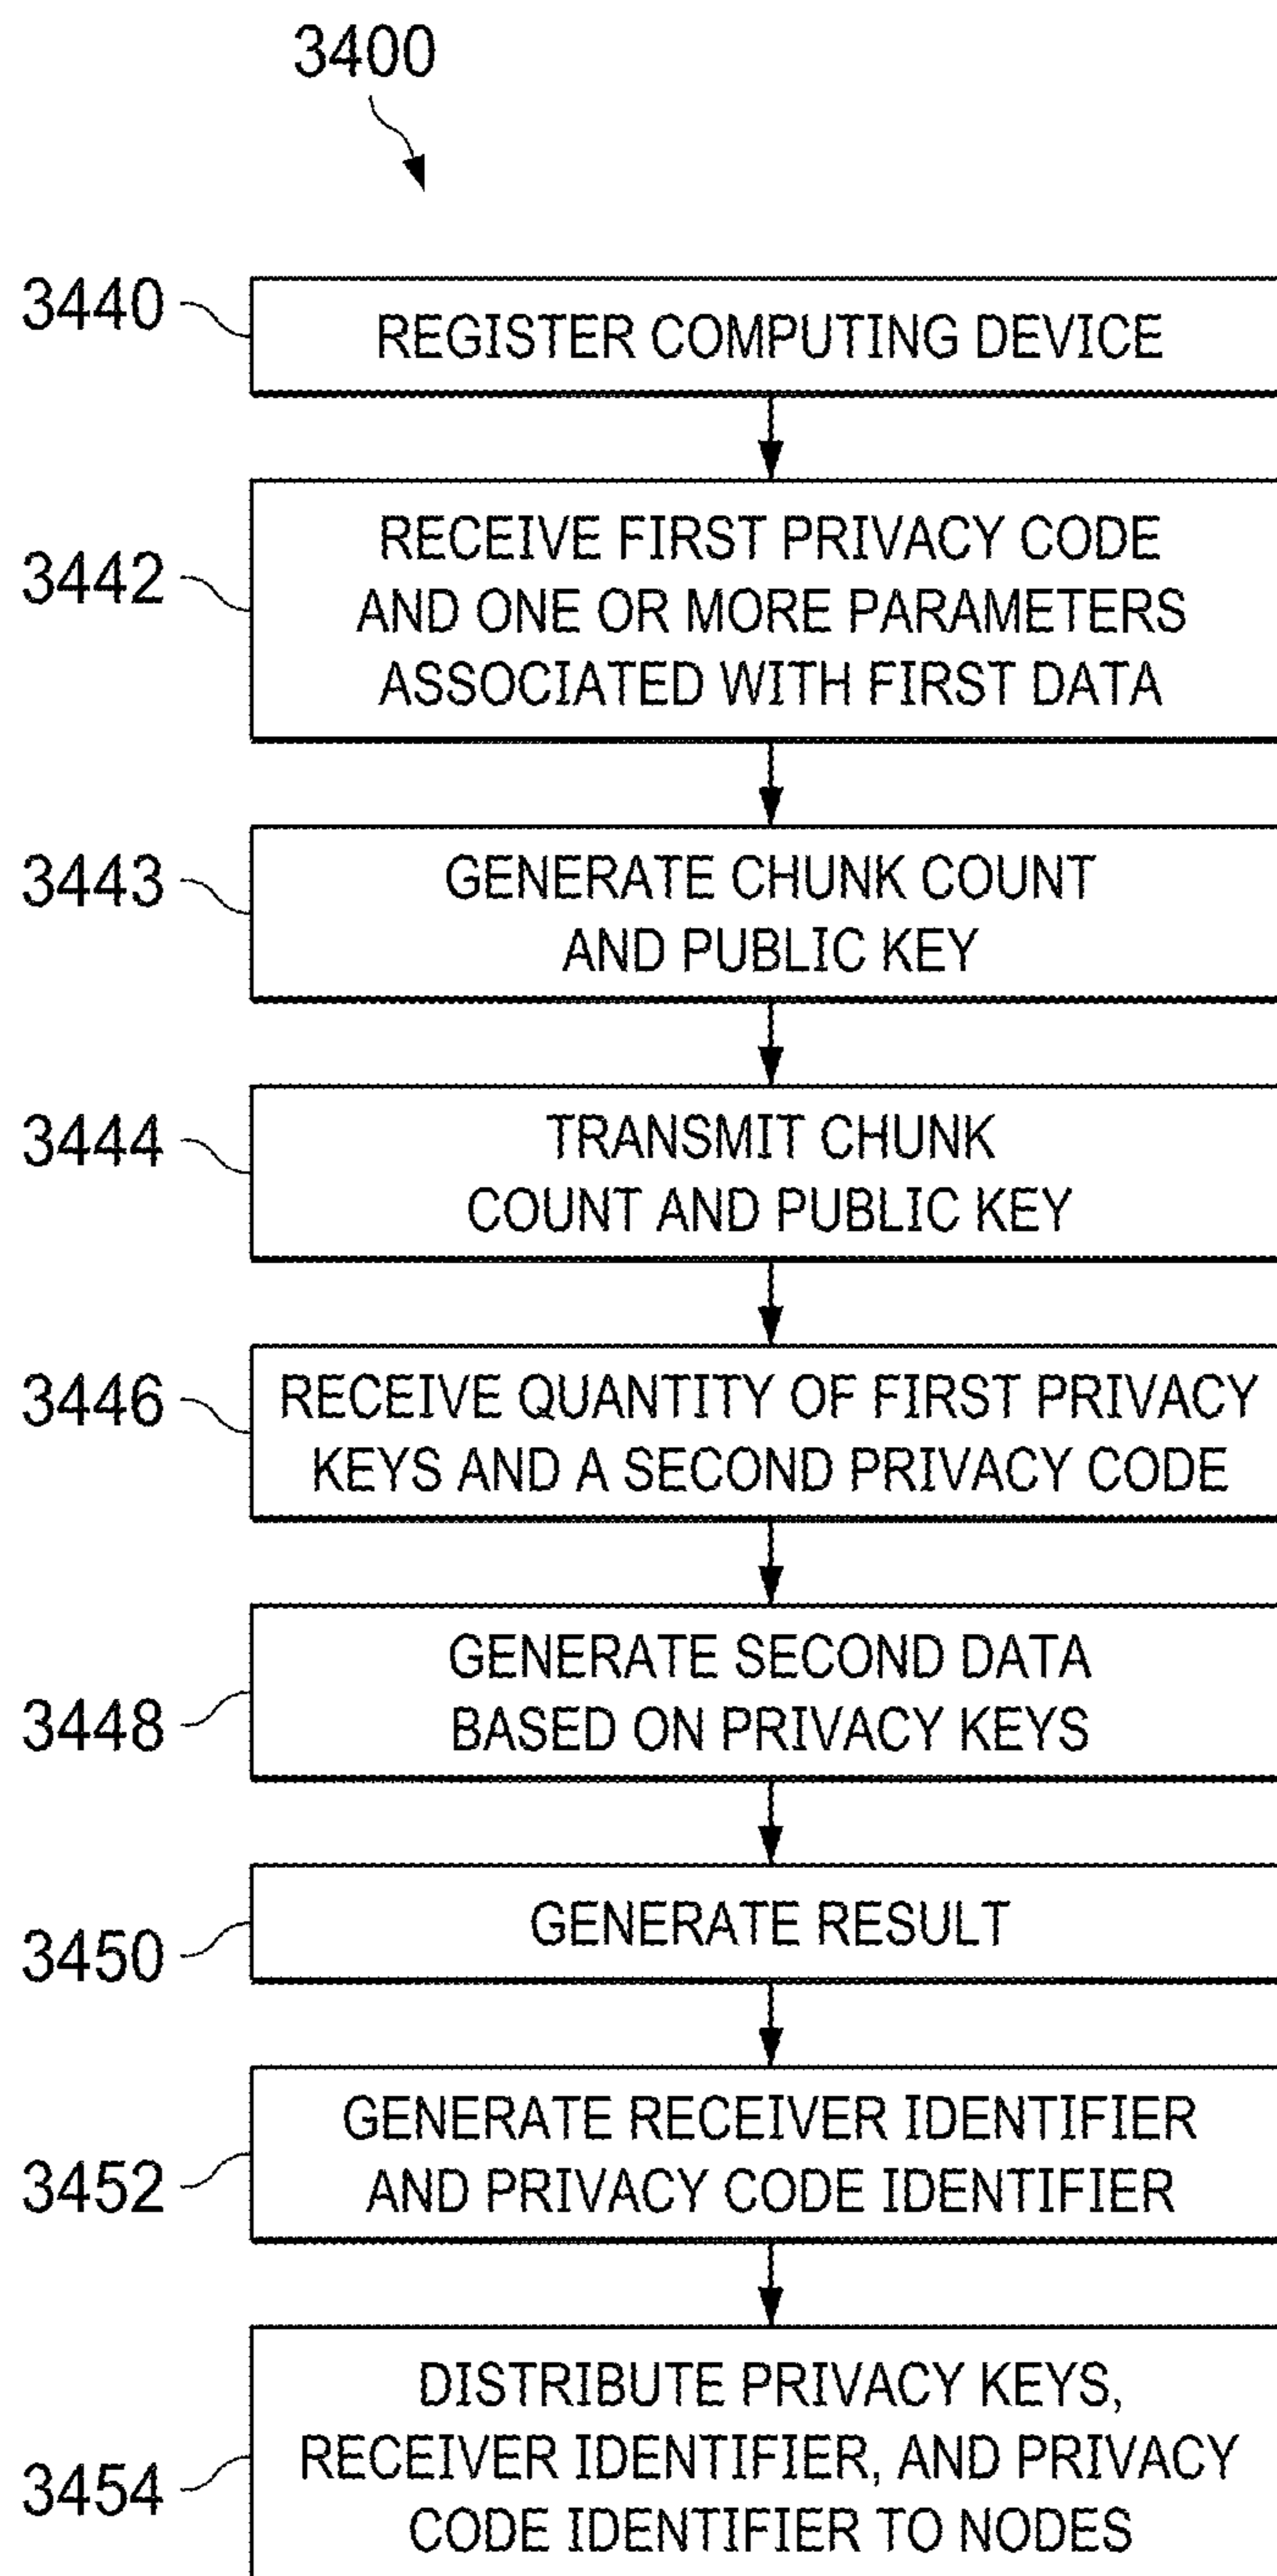 3400
3440
REGISTER COMPUTING DEVICE
3442
RECEIVE FIRST PRIVACY CODE
AND ONE OR MORE PARAMETERS
ASSOCIATED WITH FIRST DATA
3443
GENERATE CHUNK COUNT
AND PUBLIC KEY
3444
TRANSMIT CHUNK
COUNT AND PUBLIC KEY
3446
RECEIVE QUANTITY OF FIRST PRIVACY
KEYS AND A SECOND PRIVACY CODE
3448
GENERATE SECOND DATA
BASED ON PRIVACY KEYS
3450
GENERATE RESULT
3452
GENERATE RECEIVER IDENTIFIER
AND PRIVACY CODE IDENTIFIER
3454
DISTRIBUTE PRIVACY KEYS,
RECEIVER IDENTIFIER, AND PRIVACY
CODE IDENTIFIER TO NODES